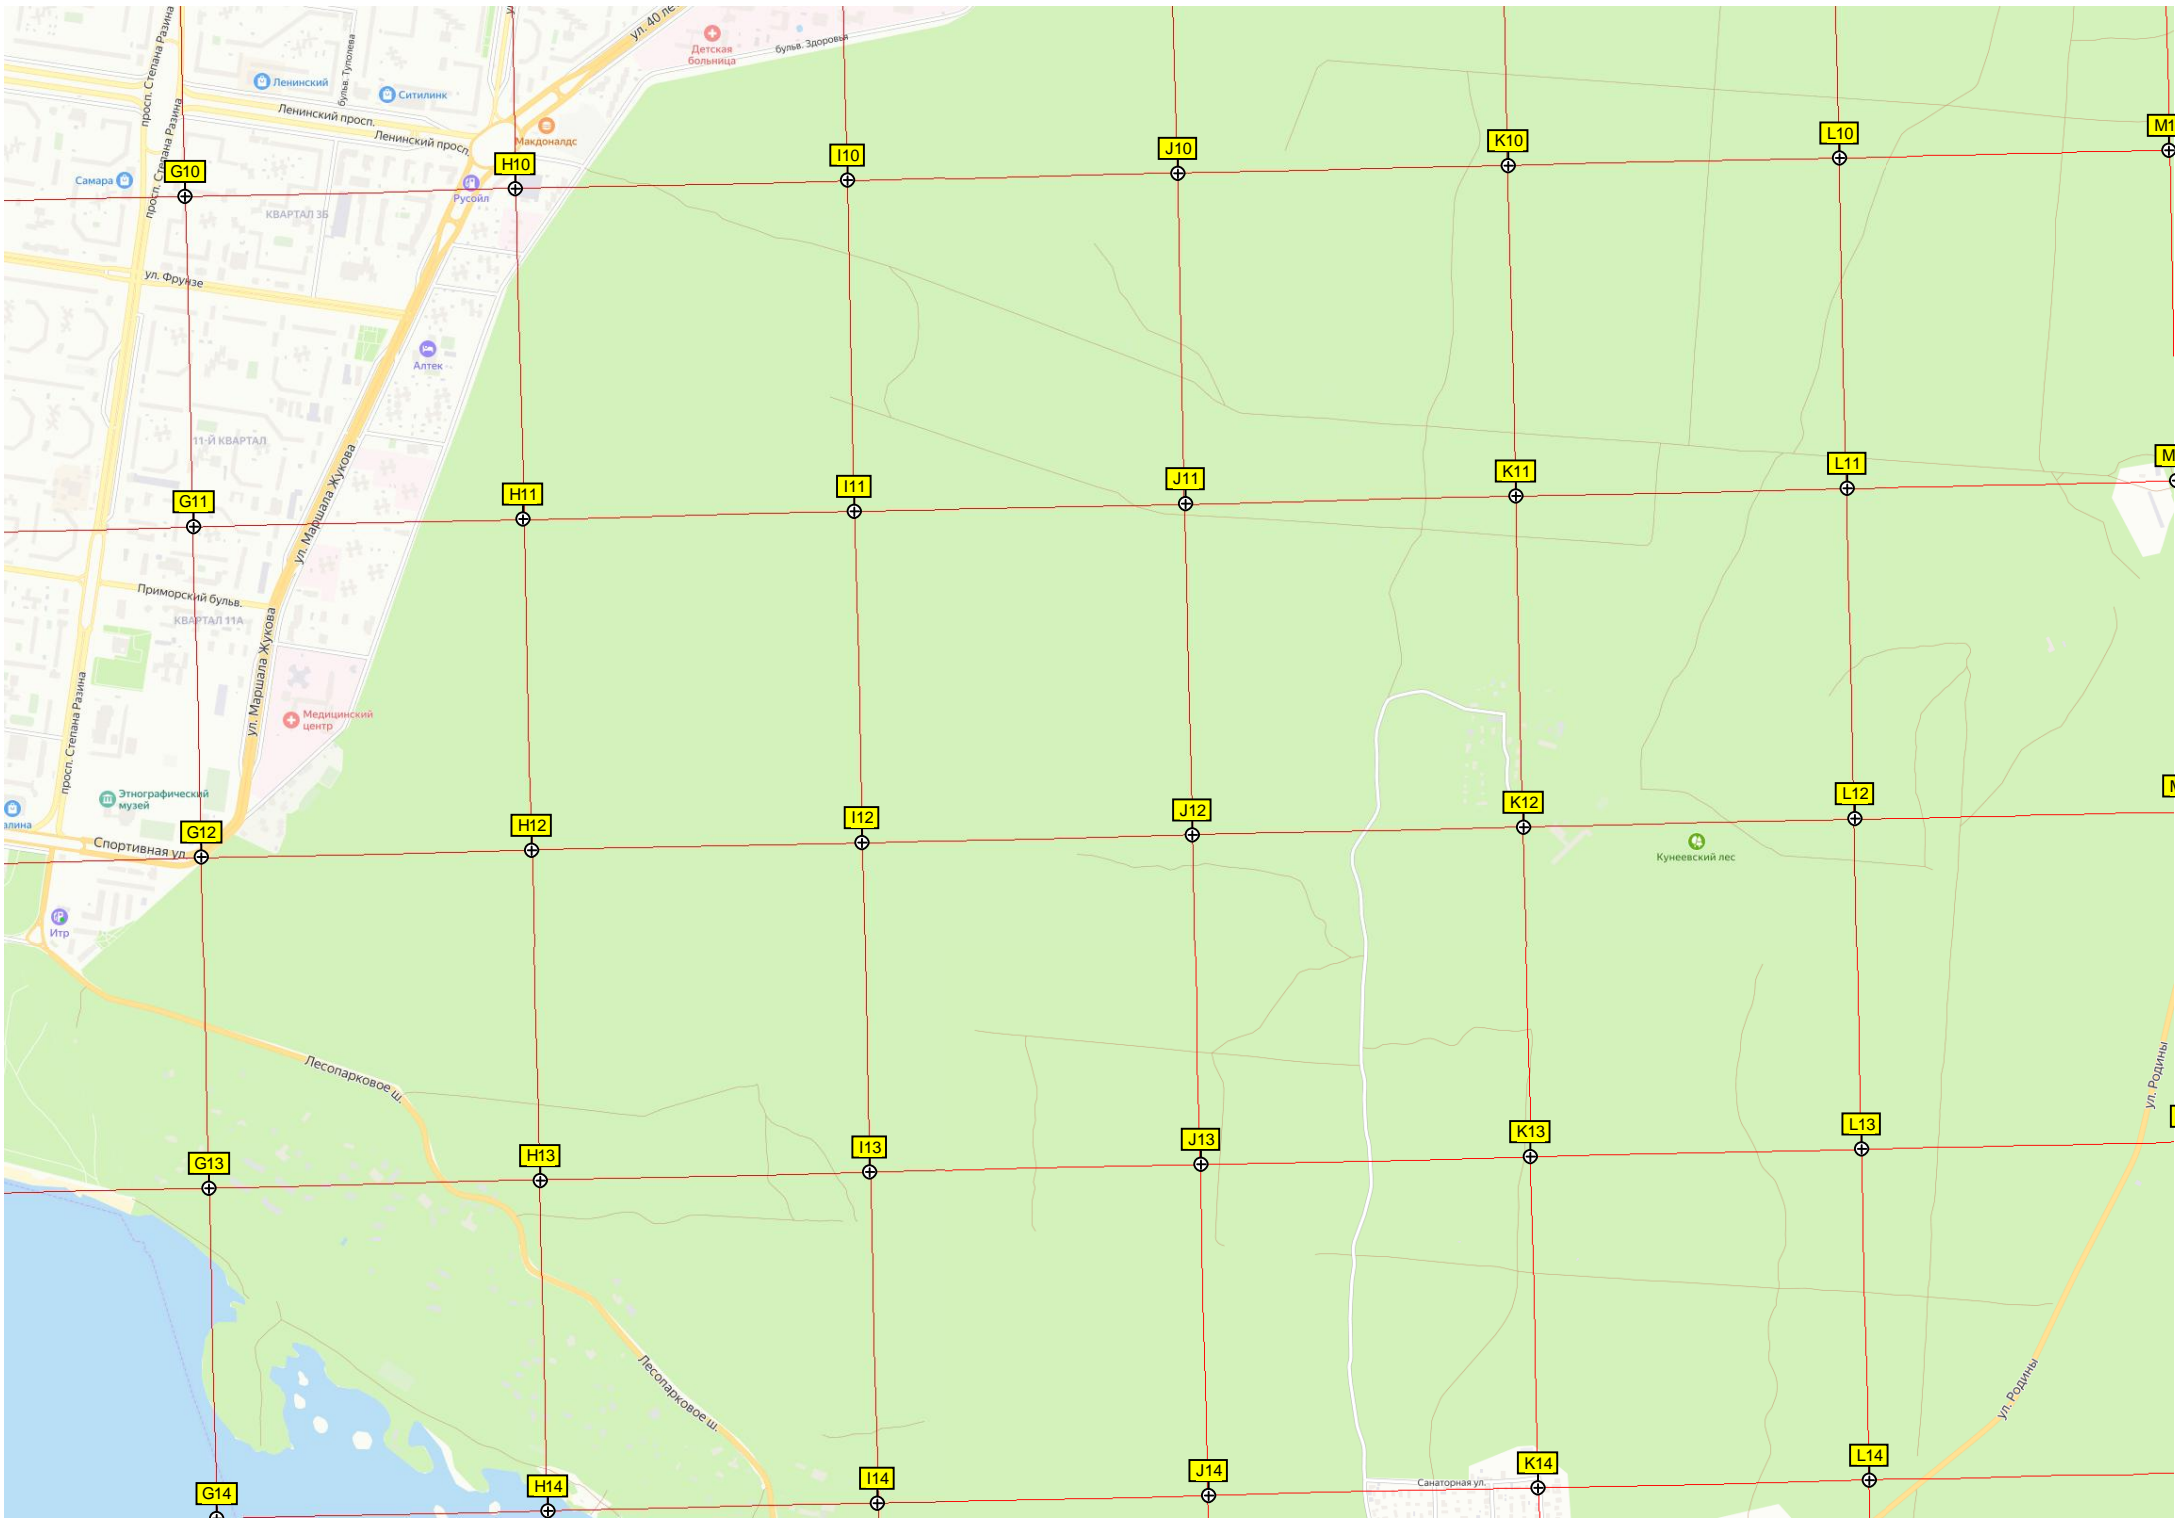 просп. Степана Разина
бульв. Туполева
ул. 40 ле
Детская
больница
бульв. Здоровья
Ленинский
Ситилинк
Ленинский просп.
Ленинский просп.
Макдоналдс
просп. Степана Разина
G10
H10
I10
J10
K10
L10
M1
Самара
Русойл
КВАРТАЛ 3Б
ул. Фрунзе
Алтек
11-Й КВАРТАЛ
ул. Маршала Жукова
G11
H11
I11
J11
K11
L11
M
Приморский бульв.
КВАРТАЛ 11А
ул. Маршала Жукова
просп. Степана Разина
Медицинский
центр
Этнографический
музей
алина
Спортивная ул.
G12
H12
I12
J12
K12
L12
Кунеевский лес
Итр
Лесопарковое ш.
ул. Родины
G13
H13
I13
J13
K13
L13
Лесопарковое ш.
ул. Родины
Санаторная ул.
G14
H14
I14
J14
K14
L14